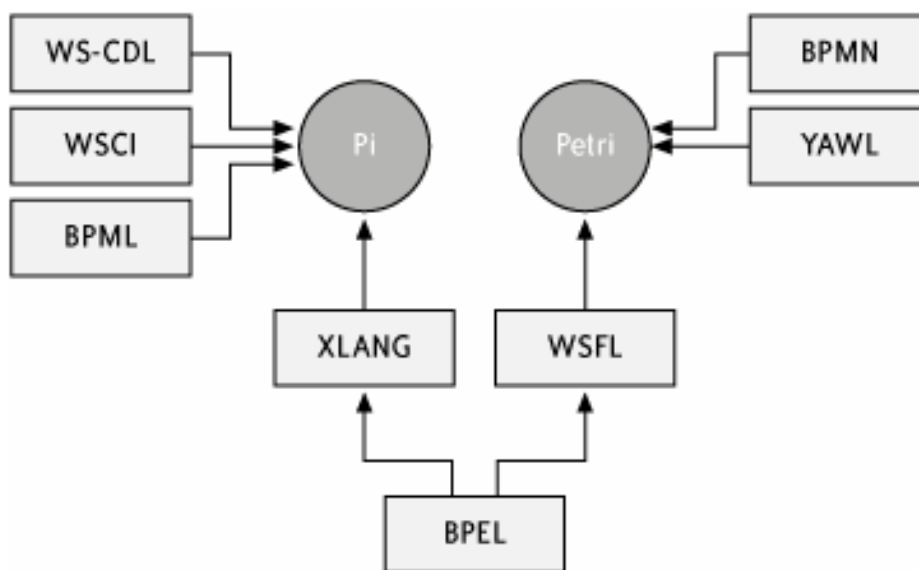 WS-CDL
BPMN
Pi
Petri
WSCI
YAWL
BPML
XLANG
WSFL
BPEL